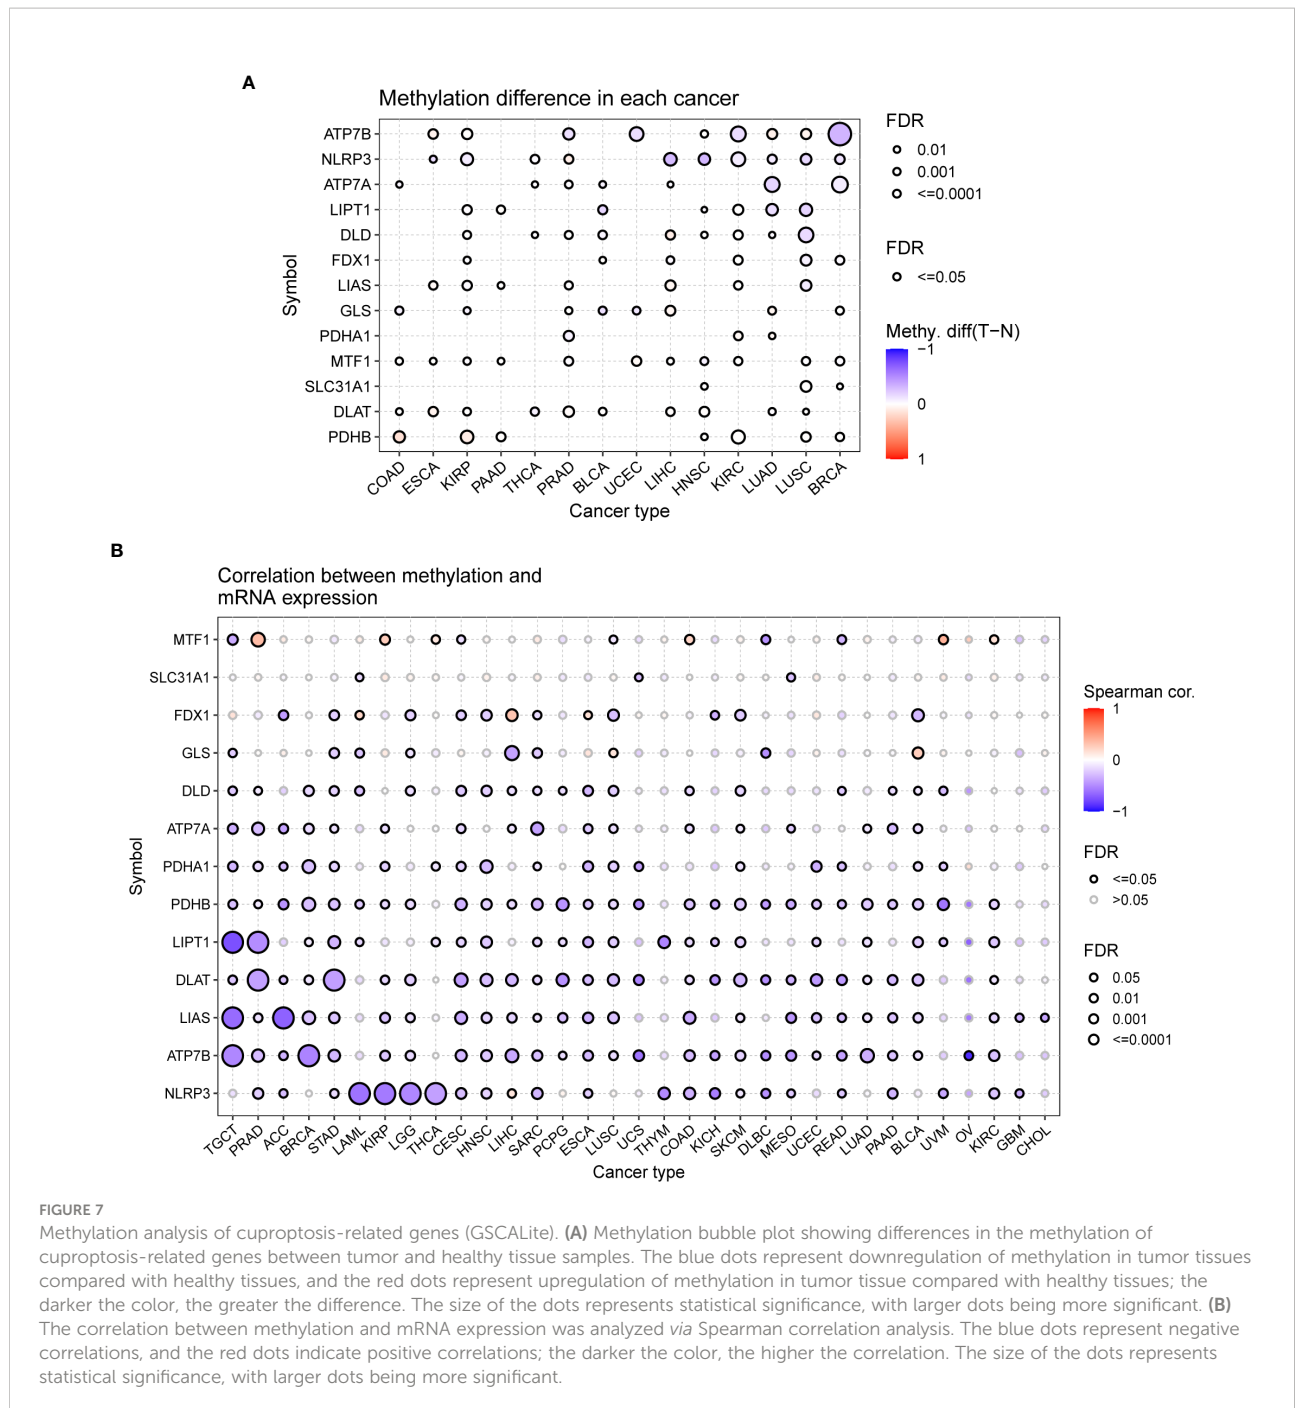 A
Methylation difference in each cancer
Symbol
ATP7B
NLRP3
ATP7A
LIPT1
DLD
FDX1
LIAS
GLS
PDHA1
MTF1
SLC31A1
DLAT
PDHB
COAD
ESCA
KIRP
PAAD
THCA
PRAD
BLCA
UCEC
LIHC
HNSC
KIRC
LUAD
LUSC
BRCA
Cancer type
FDR
0.01
0.001
<=0.0001
FDR
<=0.05
Methy. diff(T−N)
−1
0
1
B
Correlation between methylation and
mRNA expression
Symbol
MTF1
SLC31A1
FDX1
GLS
DLD
ATP7A
PDHA1
PDHB
LIPT1
DLAT
LIAS
ATP7B
NLRP3
TGCT
PRAD
ACC
BRCA
STAD
LAML
KIRP
LGG
THCA
CESC
HNSC
LIHC
SARC
PCPG
ESCA
LUSC
UCS
THYM
COAD
KICH
SKCM
DLBC
MESO
UCEC
READ
LUAD
PAAD
BLCA
UVM
OV
KIRC
GBM
CHOL
Cancer type
Spearman cor.
1
0
−1
FDR
<=0.05
>0.05
FDR
0.05
0.01
0.001
<=0.0001
FIGURE 7
Methylation analysis of cuproptosis-related genes (GSCALite). (A) Methylation bubble plot showing differences in the methylation of
cuproptosis-related genes between tumor and healthy tissue samples. The blue dots represent downregulation of methylation in tumor tissues
compared with healthy tissues, and the red dots represent upregulation of methylation in tumor tissue compared with healthy tissues; the
darker the color, the greater the difference. The size of the dots represents statistical significance, with larger dots being more significant. (B)
The correlation between methylation and mRNA expression was analyzed via Spearman correlation analysis. The blue dots represent negative
correlations, and the red dots indicate positive correlations; the darker the color, the higher the correlation. The size of the dots represents
statistical significance, with larger dots being more significant.